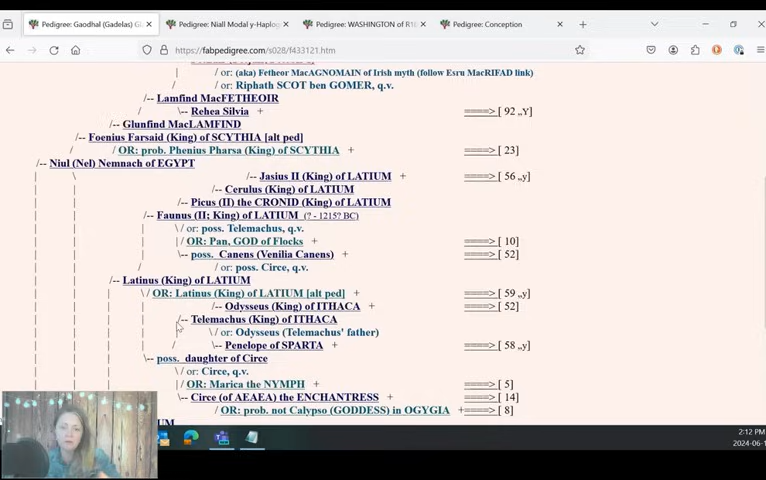 Pedigree: Gaodhal (Gadelas) Gl
Pedigree: Niall Modal y-Haplog
Pedigree: WASHINGTON of R1b
Pedigree: Conception
https://fabpedigree.com/s028/f433121.htm
/ or: (aka) Fetheor MacAGNOMAIN of Irish myth (follow Esru MacRIFAD link)
/ or: Riphath SCOT ben GOMER, q.v.
/-- Lamfind MacFETHEOIR
\-- Rehea Silvia + ====> [ 92 ,,Y]
/-- Glunfind MacLAMFIND
/-- Foenius Farsaid (King) of SCYTHIA [alt ped]
/ / OR: prob. Phenius Pharsa (King) of SCYTHIA + ====> [ 23]
/-- Niul (Nel) Nemnach of EGYPT
/-- Jasius II (King) of LATIUM + ====> [ 56 ,,y]
/-- Cerulus (King) of LATIUM
/-- Picus (II) the CRONID (King) of LATIUM
/-- Faunus (II; King) of LATIUM (? - 1215? BC)
\ / or: poss. Telemachus, q.v.
| / OR: Pan, GOD of Flocks + ====> [ 10]
\-- poss. Canens (Venilia Canens) + ====> [ 52]
/ or: poss. Circe, q.v.
/-- Latinus (King) of LATIUM
\ / OR: Latinus (King) of LATIUM [alt ped] + ====> [ 59 ,,y]
/-- Odysseus (King) of ITHACA + ====> [ 52]
/-- Telemachus (King) of ITHACA
\ / or: Odysseus (Telemachus' father)
/ \-- Penelope of SPARTA + ====> [ 58 ,,y]
\-- poss. daughter of Circe
\ / or: Circe, q.v.
| / OR: Marica the NYMPH + ====> [ 5]
\-- Circe (of AEAEA) the ENCHANTRESS + ====> [ 14]
/ OR: prob. not Calypso (GODDESS) in OGYGIA + ====> [ 8]
2:12 PM